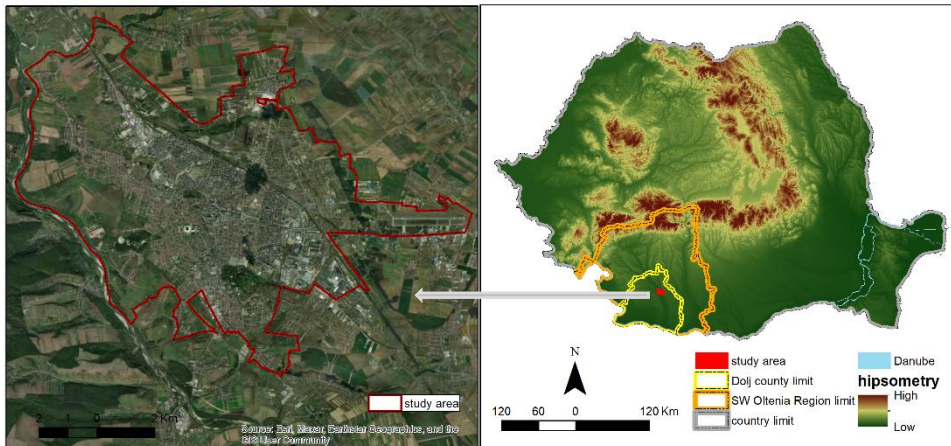 study area
2 1 0 2 Km
Source: Esri, Maxar, Earthstar Geographics, and the
GIS User Community
N
120 60 0 120 Km
study area
Dolj county limit
SW Oltenia Region limit
country limit
Danube
hipsometry
High
Low